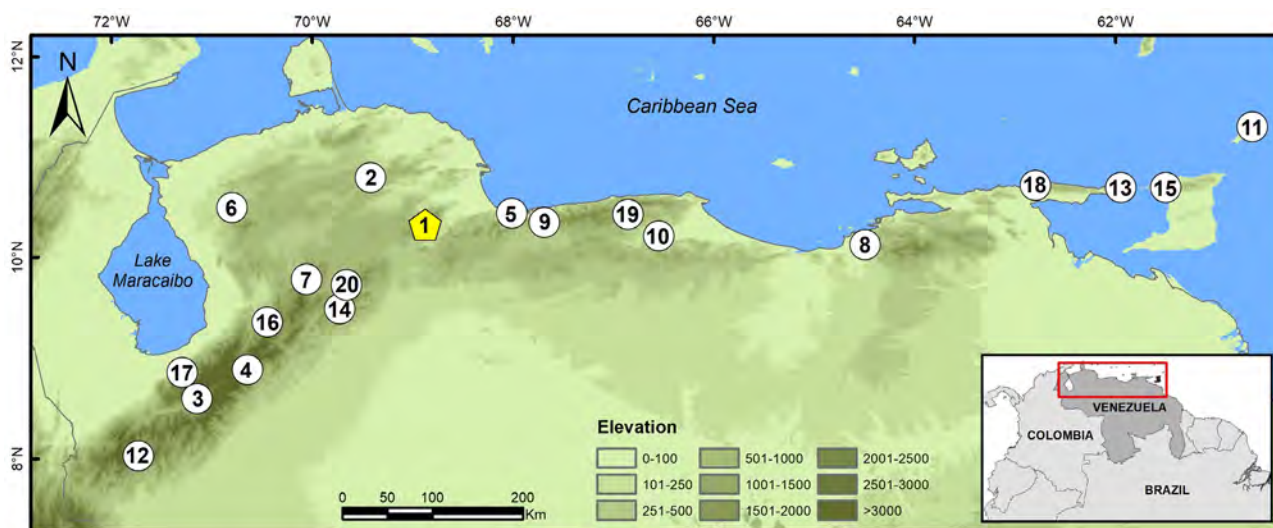 72°W 70°W 68°W 66°W 64°W 62°W
12°N
N
Caribbean Sea
11
2
18 13 15
6
5 9 19
1
10
8
10°N
Lake
Maracaibo
7
20
14
16
17 4
3
12
8°N
Elevation
0-100 501-1000 2001-2500
101-250 1001-1500 2501-3000
251-500 1501-2000 >3000
0 50 100 200
Km
VENEZUELA
COLOMBIA
BRAZIL